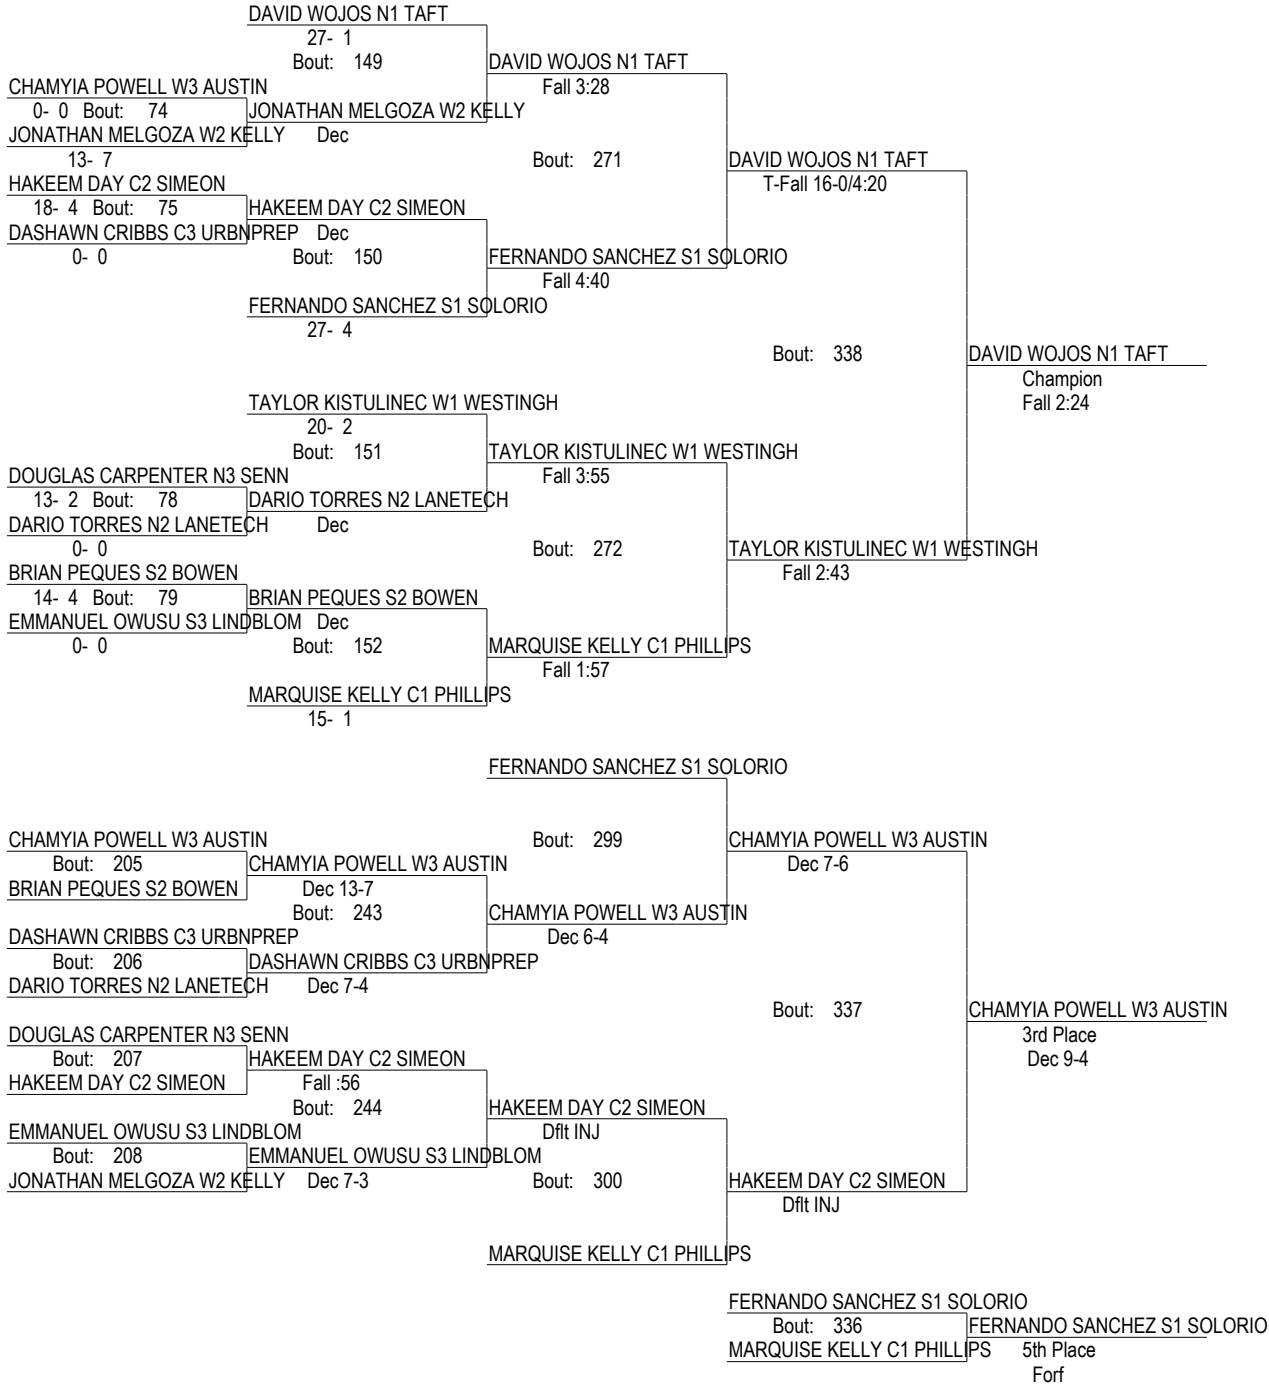 DAVID WOJOS N1 TAFT
27- 1
Bout: 149 DAVID WOJOS N1 TAFT
CHAMYIA POWELL W3 AUSTIN Fall 3:28
0- 0 Bout: 74 JONATHAN MELGOZA W2 KELLY
JONATHAN MELGOZA W2 KELLY Dec
13- 7 Bout: 271 DAVID WOJOS N1 TAFT
HAKEEM DAY C2 SIMEON T-Fall 16-0/4:20
18- 4 Bout: 75 HAKEEM DAY C2 SIMEON
DASHAWN CRIBBS C3 URBNPREP Dec
0- 0 Bout: 150 FERNANDO SANCHEZ S1 SOLORIO
Fall 4:40
FERNANDO SANCHEZ S1 SOLORIO
27- 4
Bout: 338 DAVID WOJOS N1 TAFT
Champion
TAYLOR KISTULINEC W1 WESTINGH Fall 2:24
20- 2
Bout: 151 TAYLOR KISTULINEC W1 WESTINGH
DOUGLAS CARPENTER N3 SENN Fall 3:55
13- 2 Bout: 78 DARIO TORRES N2 LANETECH
DARIO TORRES N2 LANETECH Dec
0- 0 Bout: 272 TAYLOR KISTULINEC W1 WESTINGH
BRIAN PEQUES S2 BOWEN Fall 2:43
14- 4 Bout: 79 BRIAN PEQUES S2 BOWEN
EMMANUEL OWUSU S3 LINDBLOM Dec
0- 0 Bout: 152 MARQUISE KELLY C1 PHILLIPS
Fall 1:57
MARQUISE KELLY C1 PHILLIPS
15- 1
FERNANDO SANCHEZ S1 SOLORIO
CHAMYIA POWELL W3 AUSTIN Bout: 299 CHAMYIA POWELL W3 AUSTIN
Bout: 205 CHAMYIA POWELL W3 AUSTIN Dec 7-6
BRIAN PEQUES S2 BOWEN Dec 13-7
Bout: 243 CHAMYIA POWELL W3 AUSTIN
DASHAWN CRIBBS C3 URBNPREP Dec 6-4
Bout: 206 DASHAWN CRIBBS C3 URBNPREP
DARIO TORRES N2 LANETECH Dec 7-4
Bout: 337 CHAMYIA POWELL W3 AUSTIN
DOUGLAS CARPENTER N3 SENN 3rd Place
Bout: 207 HAKEEM DAY C2 SIMEON Dec 9-4
HAKEEM DAY C2 SIMEON Fall :56
Bout: 244 HAKEEM DAY C2 SIMEON
EMMANUEL OWUSU S3 LINDBLOM Dflt INJ
Bout: 208 EMMANUEL OWUSU S3 LINDBLOM
JONATHAN MELGOZA W2 KELLY Dec 7-3 Bout: 300 HAKEEM DAY C2 SIMEON
Dflt INJ
MARQUISE KELLY C1 PHILLIPS
FERNANDO SANCHEZ S1 SOLORIO
Bout: 336 FERNANDO SANCHEZ S1 SOLORIO
MARQUISE KELLY C1 PHILLIPS 5th Place
Forf